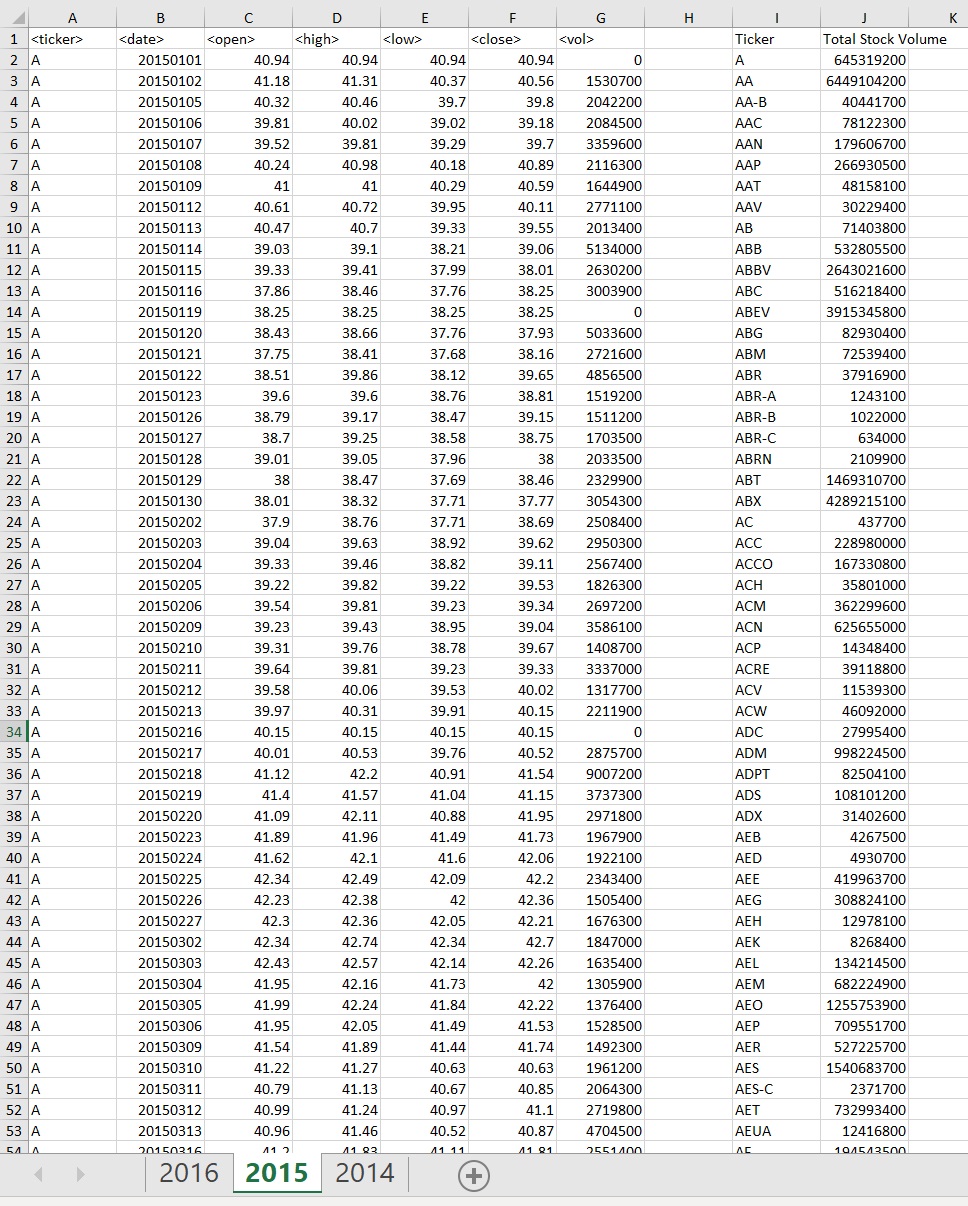 A B C D E F G H I J K
1 <ticker> <date> <open> <high> <low> <close> <vol> Ticker Total Stock Volume
2 A 20150101 40.94 40.94 40.94 40.94 0 A 645319200
3 A 20150102 41.18 41.31 40.37 40.56 1530700 AA 6449104200
4 A 20150105 40.32 40.46 39.7 39.8 2042200 AA-B 40441700
5 A 20150106 39.81 40.02 39.02 39.18 2084500 AAC 78122300
6 A 20150107 39.52 39.81 39.29 39.7 3359600 AAN 179606700
7 A 20150108 40.24 40.98 40.18 40.89 2116300 AAP 266930500
8 A 20150109 41 41 40.29 40.59 1644900 AAT 48158100
9 A 20150112 40.61 40.72 39.95 40.11 2771100 AAV 30229400
10 A 20150113 40.47 40.7 39.33 39.55 2013400 AB 71403800
11 A 20150114 39.03 39.1 38.21 39.06 5134000 ABB 532805500
12 A 20150115 39.33 39.41 37.99 38.01 2630200 ABBV 2643021600
13 A 20150116 37.86 38.46 37.76 38.25 3003900 ABC 516218400
14 A 20150119 38.25 38.25 38.25 38.25 0 ABEV 3915345800
15 A 20150120 38.43 38.66 37.76 37.93 5033600 ABG 82930400
16 A 20150121 37.75 38.41 37.68 38.16 2721600 ABM 72539400
17 A 20150122 38.51 39.86 38.12 39.65 4856500 ABR 37916900
18 A 20150123 39.6 39.6 38.76 38.81 1519200 ABR-A 1243100
19 A 20150126 38.79 39.17 38.47 39.15 1511200 ABR-B 1022000
20 A 20150127 38.7 39.25 38.58 38.75 1703500 ABR-C 634000
21 A 20150128 39.01 39.05 37.96 38 2033500 ABRN 2109900
22 A 20150129 38 38.47 37.69 38.46 2329900 ABT 1469310700
23 A 20150130 38.01 38.32 37.71 37.77 3054300 ABX 4289215100
24 A 20150202 37.9 38.76 37.71 38.69 2508400 AC 437700
25 A 20150203 39.04 39.63 38.92 39.62 2950300 ACC 228980000
26 A 20150204 39.33 39.46 38.82 39.11 2567400 ACCO 167330800
27 A 20150205 39.22 39.82 39.22 39.53 1826300 ACH 35801000
28 A 20150206 39.54 39.81 39.23 39.34 2697200 ACM 362299600
29 A 20150209 39.23 39.43 38.95 39.04 3586100 ACN 625655000
30 A 20150210 39.31 39.76 38.78 39.67 1408700 ACP 14348400
31 A 20150211 39.64 39.81 39.23 39.33 3337000 ACRE 39118800
32 A 20150212 39.58 40.06 39.53 40.02 1317700 ACV 11539300
33 A 20150213 39.97 40.31 39.91 40.15 2211900 ACW 46092000
34 A 20150216 40.15 40.15 40.15 40.15 0 ADC 27995400
35 A 20150217 40.01 40.53 39.76 40.52 2875700 ADM 998224500
36 A 20150218 41.12 42.2 40.91 41.54 9007200 ADPT 82504100
37 A 20150219 41.4 41.57 41.04 41.15 3737300 ADS 108101200
38 A 20150220 41.09 42.11 40.88 41.95 2971800 ADX 31402600
39 A 20150223 41.89 41.96 41.49 41.73 1967900 AEB 4267500
40 A 20150224 41.62 42.1 41.6 42.06 1922100 AED 4930700
41 A 20150225 42.34 42.49 42.09 42.2 2343400 AEE 419963700
42 A 20150226 42.23 42.38 42 42.36 1505400 AEG 308824100
43 A 20150227 42.3 42.36 42.05 42.21 1676300 AEH 12978100
44 A 20150302 42.34 42.74 42.34 42.7 1847000 AEK 8268400
45 A 20150303 42.43 42.57 42.14 42.26 1635400 AEL 134214500
46 A 20150304 41.95 42.16 41.73 42 1305900 AEM 682224900
47 A 20150305 41.99 42.24 41.84 42.22 1376400 AEO 1255753900
48 A 20150306 41.95 42.05 41.49 41.53 1528500 AEP 709551700
49 A 20150309 41.54 41.89 41.44 41.74 1492300 AER 527225700
50 A 20150310 41.22 41.27 40.63 40.63 1961200 AES 1540683700
51 A 20150311 40.79 41.13 40.67 40.85 2064300 AES-C 2371700
52 A 20150312 40.99 41.24 40.97 41.1 2719800 AET 732993400
53 A 20150313 40.96 41.46 40.52 40.87 4704500 AEUA 12416800
54 A 20150316 41.2 41.83 41.11 41.81 2551400 AF 194543500
2016 2015 2014